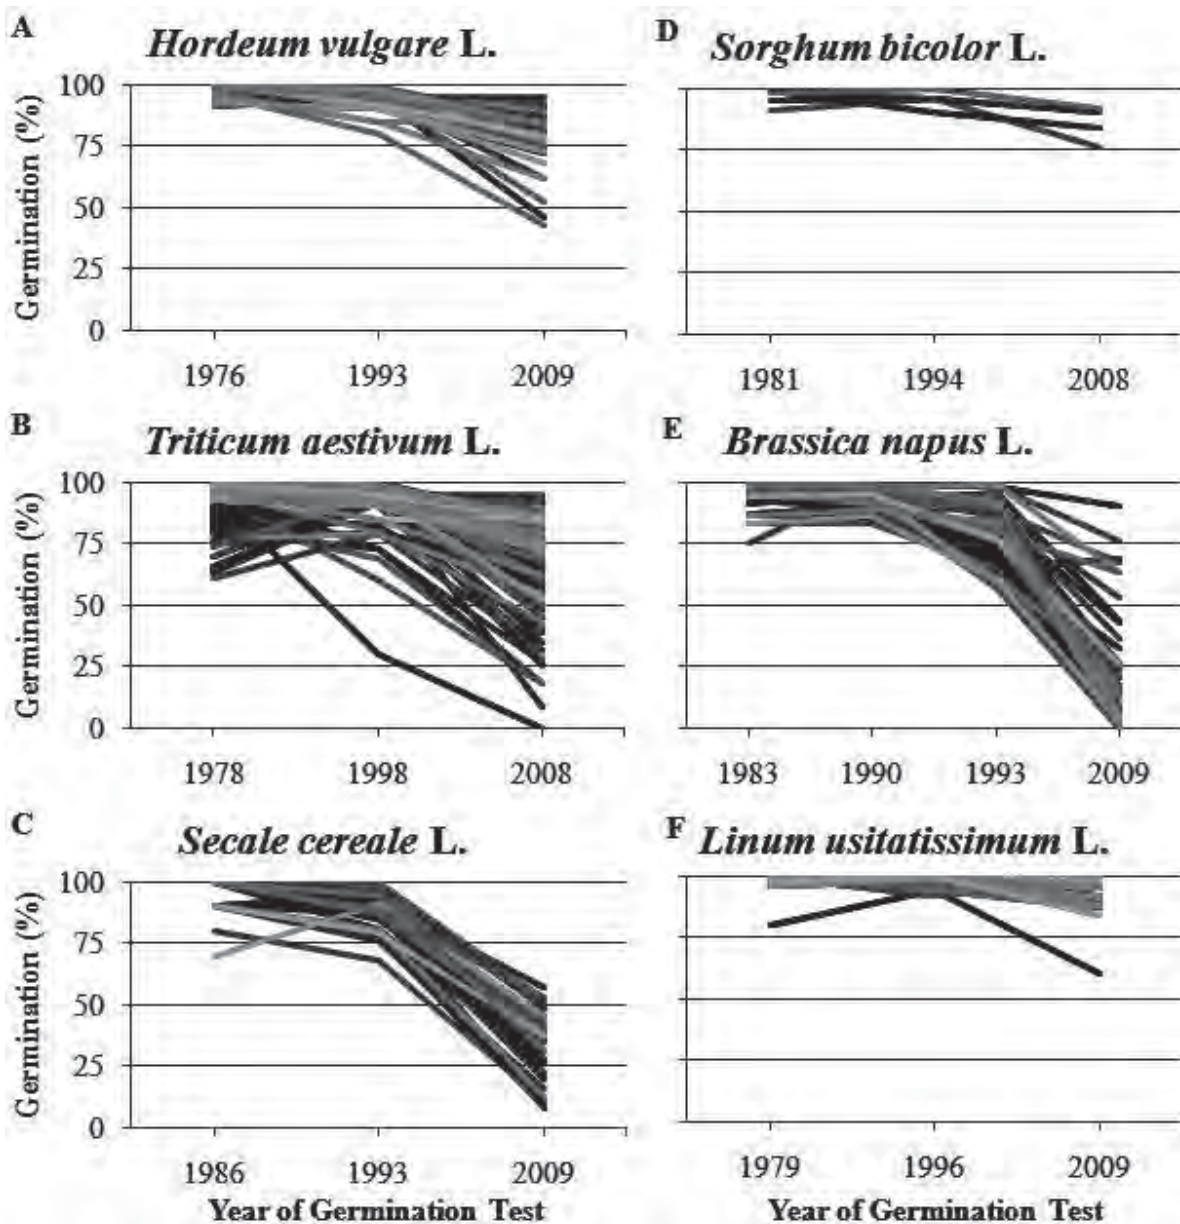 A
Hordeum vulgare L.
Germination (%)
100
75
50
25
0
1976 1993 2009
D
Sorghum bicolor L.
1981 1994 2008
B
Triticum aestivum L.
Germination (%)
100
75
50
25
0
1978 1998 2008
E
Brassica napus L.
1983 1990 1993 2009
C
Secale cereale L.
Germination (%)
100
75
50
25
0
1986 1993 2009
Year of Germination Test
F
Linum usitatissimum L.
1979 1996 2009
Year of Germination Test